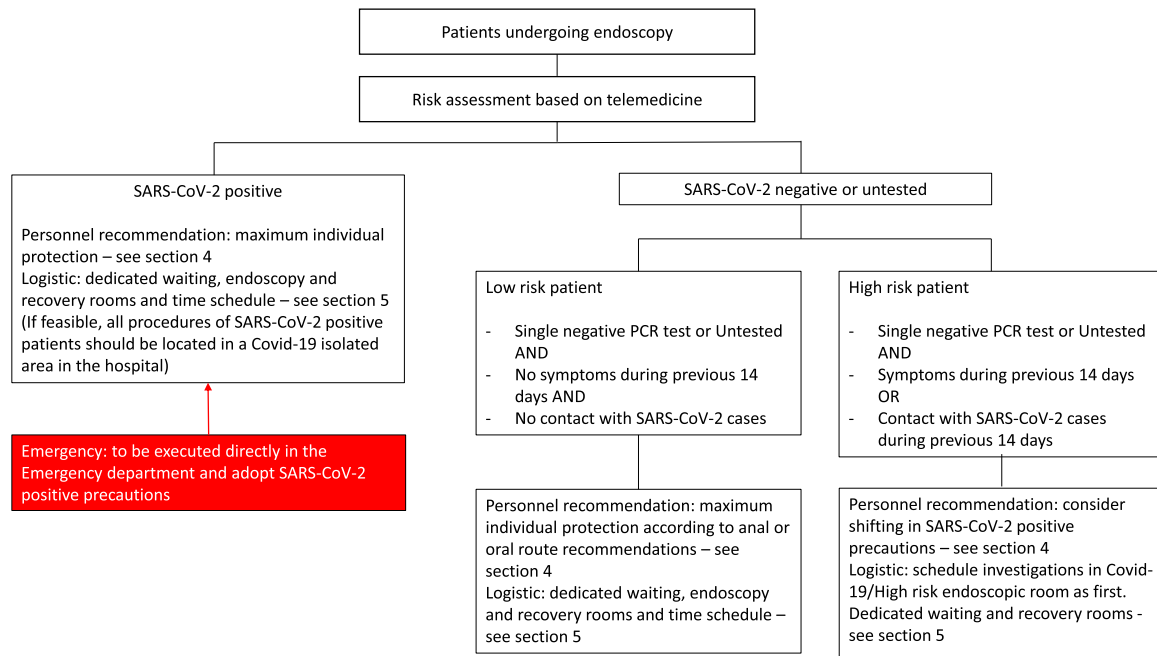 Patients undergoing endoscopy
Risk assessment based on telemedicine
SARS-CoV-2 positive
Personnel recommendation: maximum individual
protection – see section 4
Logistic: dedicated waiting, endoscopy and
recovery rooms and time schedule – see section 5
(If feasible, all procedures of SARS-CoV-2 positive
patients should be located in a Covid-19 isolated
area in the hospital)
Emergency: to be executed directly in the
Emergency department and adopt SARS-CoV-2
positive precautions
SARS-CoV-2 negative or untested
Low risk patient
- Single negative PCR test or Untested
AND
- No symptoms during previous 14
days AND
- No contact with SARS-CoV-2 cases
Personnel recommendation: maximum
individual protection according to anal or
oral route recommendations – see
section 4
Logistic: dedicated waiting, endoscopy
and recovery rooms and time schedule –
see section 5
High risk patient
- Single negative PCR test or Untested
AND
- Symptoms during previous 14 days
OR
- Contact with SARS-CoV-2 cases
during previous 14 days
Personnel recommendation: consider
shifting in SARS-CoV-2 positive
precautions – see section 4
Logistic: schedule investigations in Covid-
19/High risk endoscopic room as first.
Dedicated waiting and recovery rooms -
see section 5